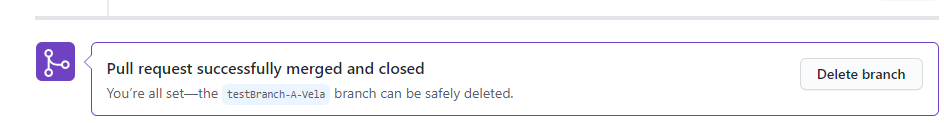 Pull request successfully merged and closed
Delete branch
You’re all set—the testBranch-A-Vela branch can be safely deleted.